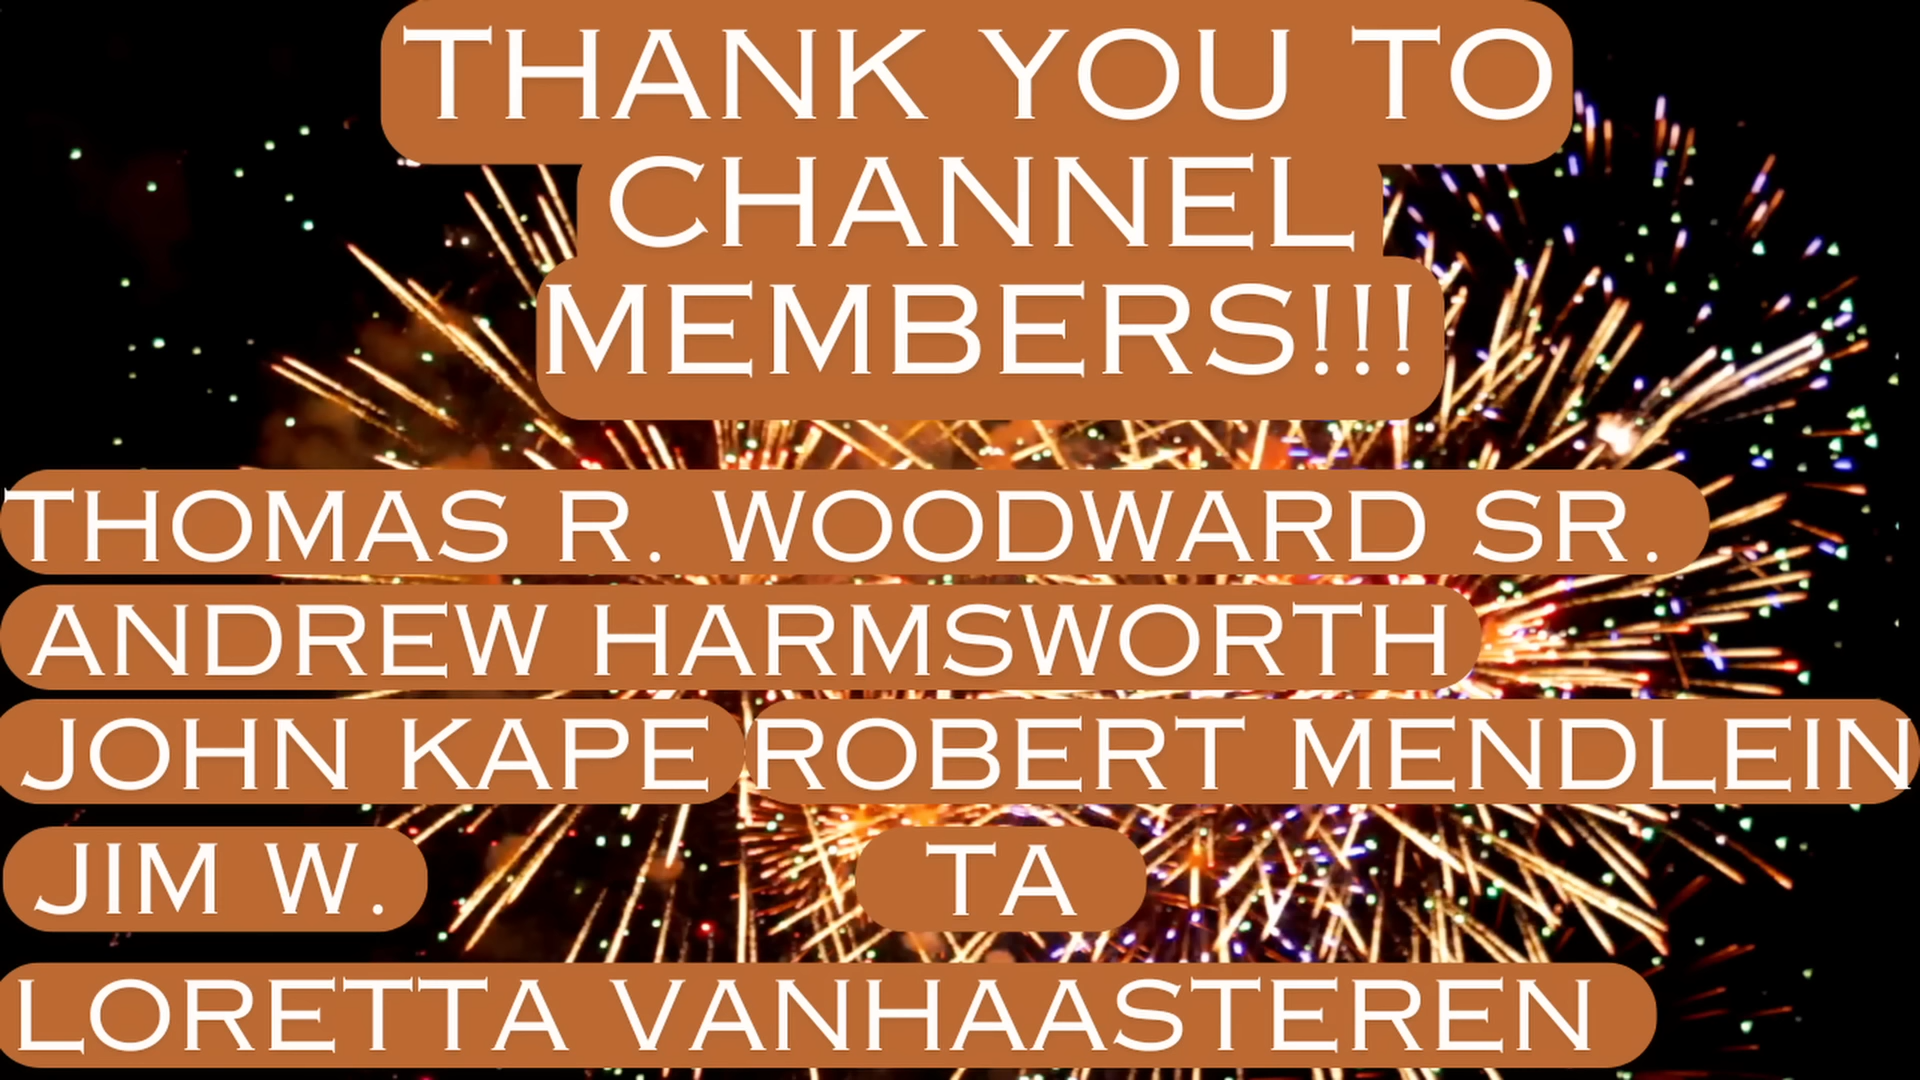 THANK YOU TO
CHANNEL
MEMBERS!!!
THOMAS R. WOODWARD SR.
ANDREW HARMSWORTH
JOHN KAPE ROBERT MENDLEIN
JIM W. TA
LORETTA VANHAASTEREN